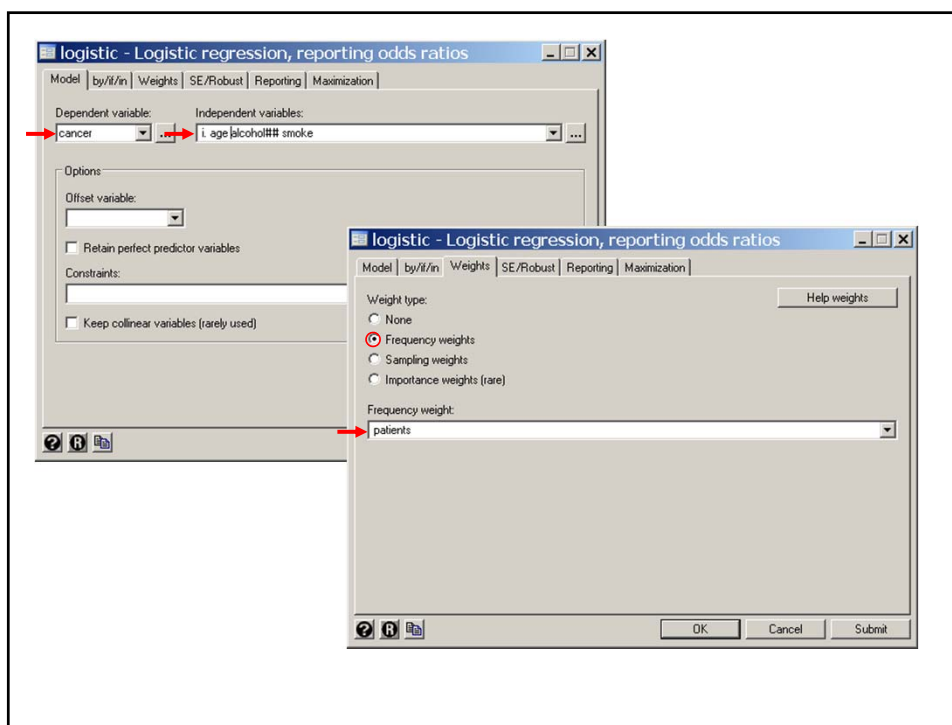 logistic - Logistic regression, reporting odds ratios
Model by/if/in Weights SE/Robust Reporting Maximization
Dependent variable: Independent variables:
cancer ... i. age alcohol## smoke ...
Options
Offset variable:
Retain perfect predictor variables
Constraints:
Keep collinear variables (rarely used)
? R
logistic - Logistic regression, reporting odds ratios
Model by/if/in Weights SE/Robust Reporting Maximization
Weight type: Help weights
None
Frequency weights
Sampling weights
Importance weights (rare)
Frequency weight:
patients
? R OK Cancel Submit